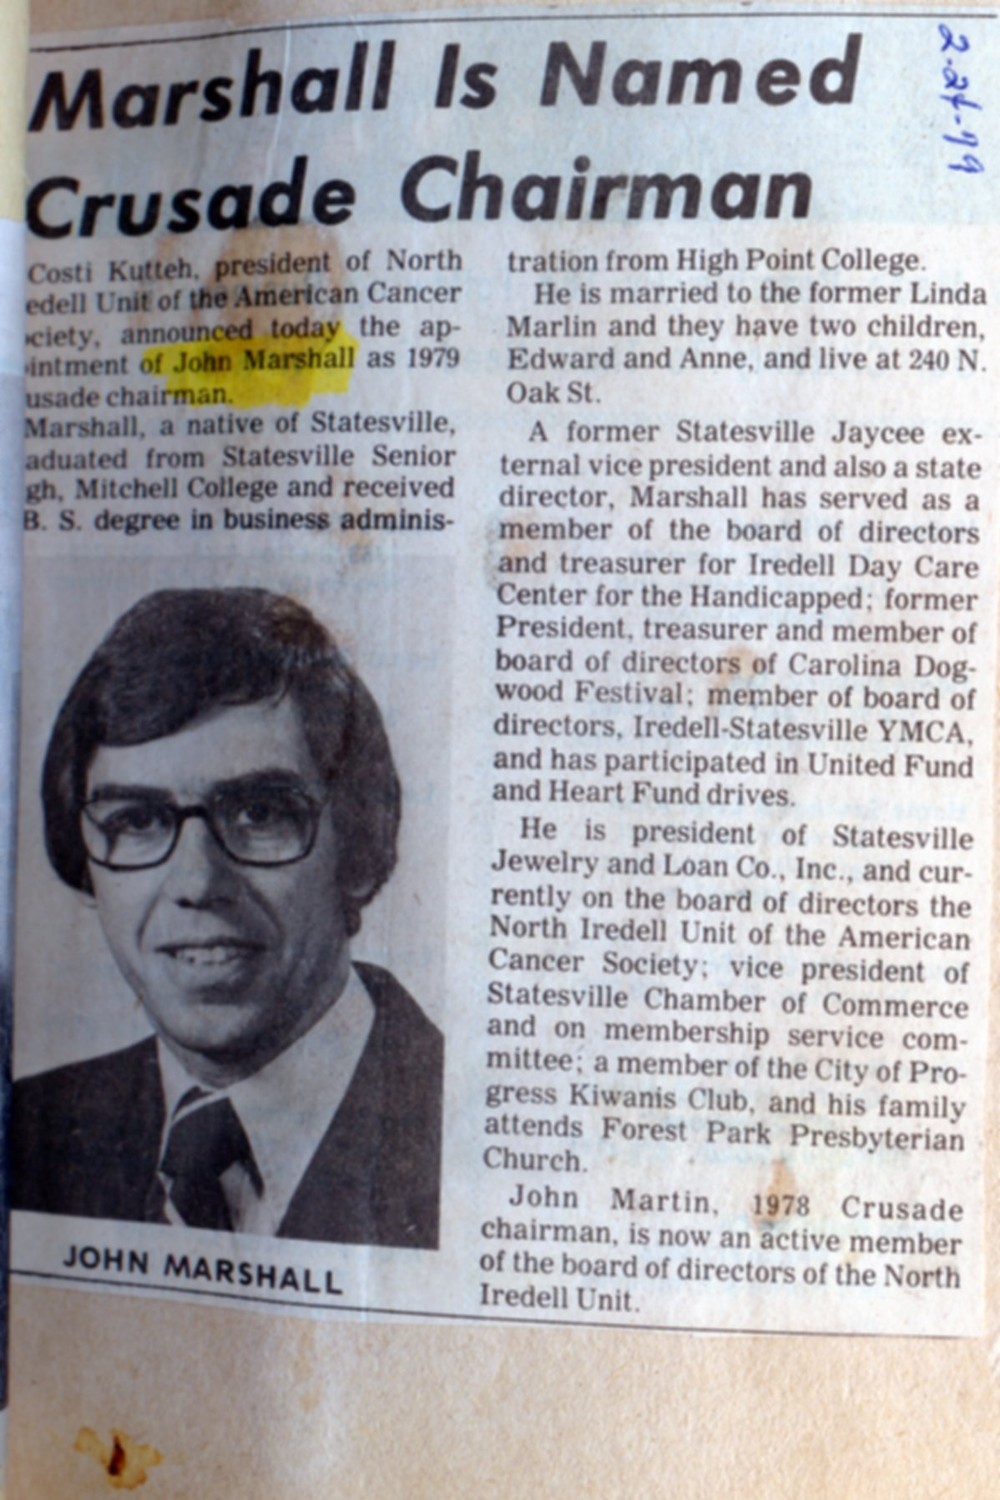 Marshall Is Named
Crusade Chairman
Costi Kutteh, president of North
edell Unit of the American Cancer
ciety, announced today the ap-
intment of John Marshall as 1979
usade chairman.
Marshall, a native of Statesville,
aduated from Statesville Senior
gh, Mitchell College and received
B. S. degree in business adminis-
JOHN MARSHALL
tration from High Point College.
He is married to the former Linda
Marlin and they have two children,
Edward and Anne, and live at 240 N.
Oak St.
A former Statesville Jaycee ex-
ternal vice president and also a state
director, Marshall has served as a
member of the board of directors
and treasurer for Iredell Day Care
Center for the Handicapped; former
President, treasurer and member of
board of directors of Carolina Dog-
wood Festival; member of board of
directors, Iredell-Statesville YMCA,
and has participated in United Fund
and Heart Fund drives.
He is president of Statesville
Jewelry and Loan Co., Inc., and cur-
rently on the board of directors the
North Iredell Unit of the American
Cancer Society; vice president of
Statesville Chamber of Commerce
and on membership service com-
mittee; a member of the City of Pro-
gress Kiwanis Club, and his family
attends Forest Park Presbyterian
Church.
John Martin, 1978 Crusade
chairman, is now an active member
of the board of directors of the North
Iredell Unit.